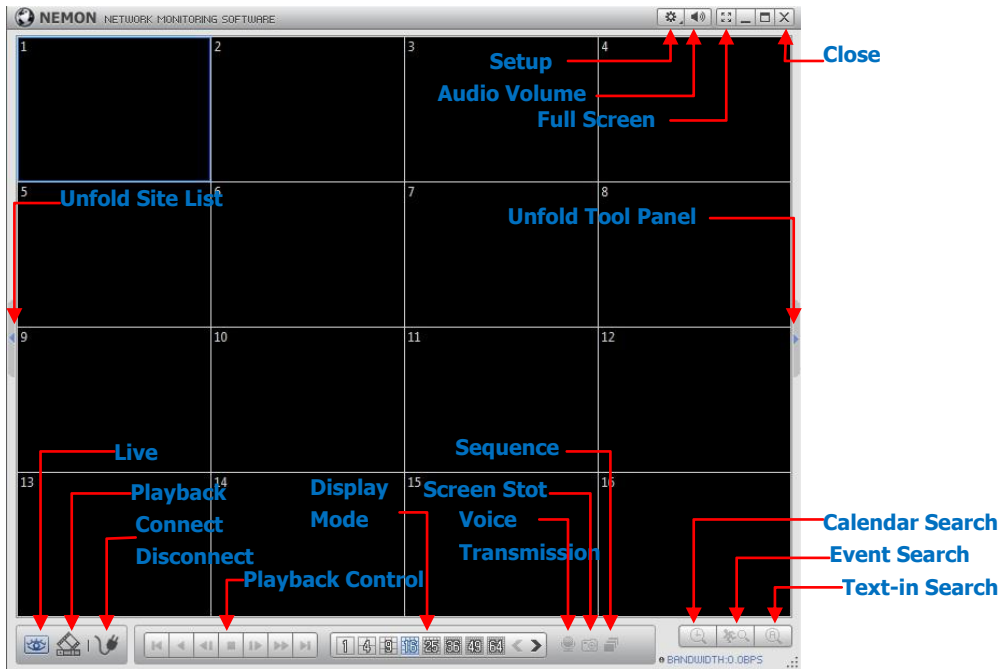 NEMON NETWORK MONITORING SOFTWARE
1 2 3 4
Setup
Close
Audio Volume
Full Screen
5 6 7 8
Unfold Site List
Unfold Tool Panel
9 10 11 12
Live
Sequence
13 14 15 16
Playback
Display
Mode
Screen Stot
Connect
Disconnect
Voice
Transmission
Calendar Search
Event Search
Playback Control
Text-in Search
1 4 9 16 25 36 49 64
R
BANDWIDTH:0.0BPS